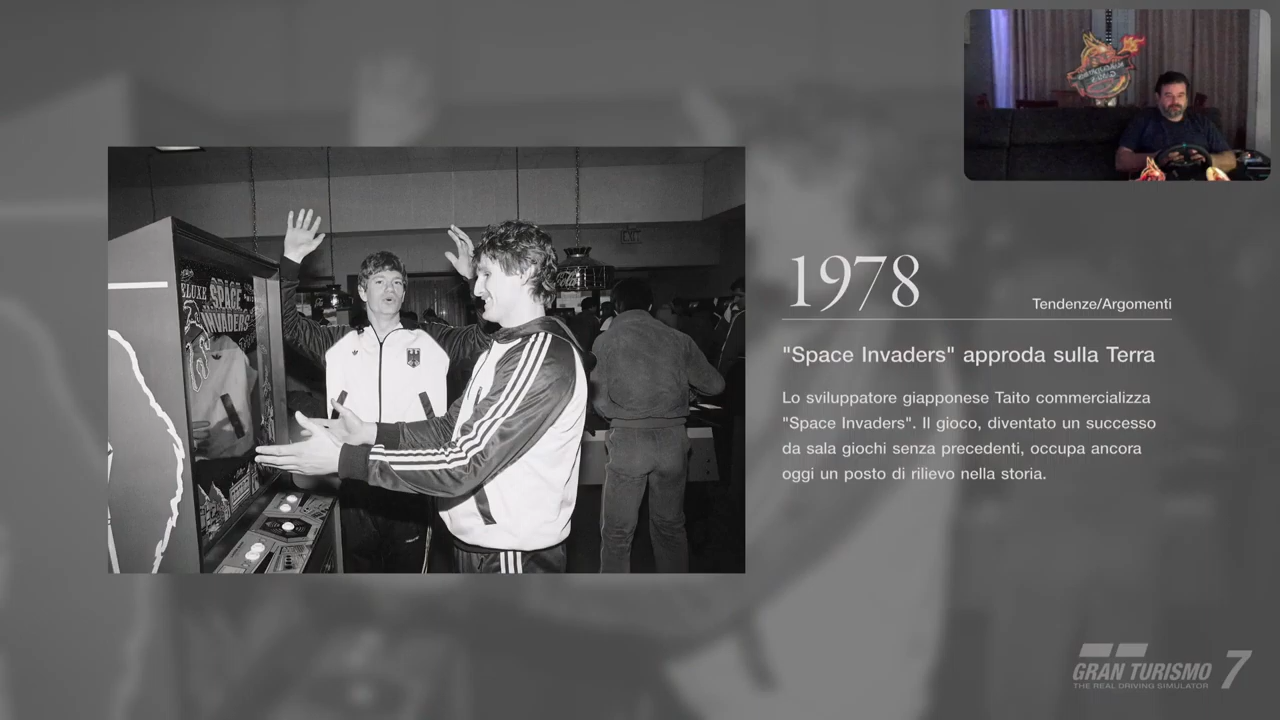 1978
Tendenze/Argomenti
"Space Invaders" approda sulla Terra
Lo sviluppatore giapponese Taito commercializza
"Space Invaders". Il gioco, diventato un successo
da sala giochi senza precedenti, occupa ancora
oggi un posto di rilievo nella storia.
DELUXE SPACE
INVADERS
EXIT
GRAN TURISMO 7
THE REAL DRIVING SIMULATOR